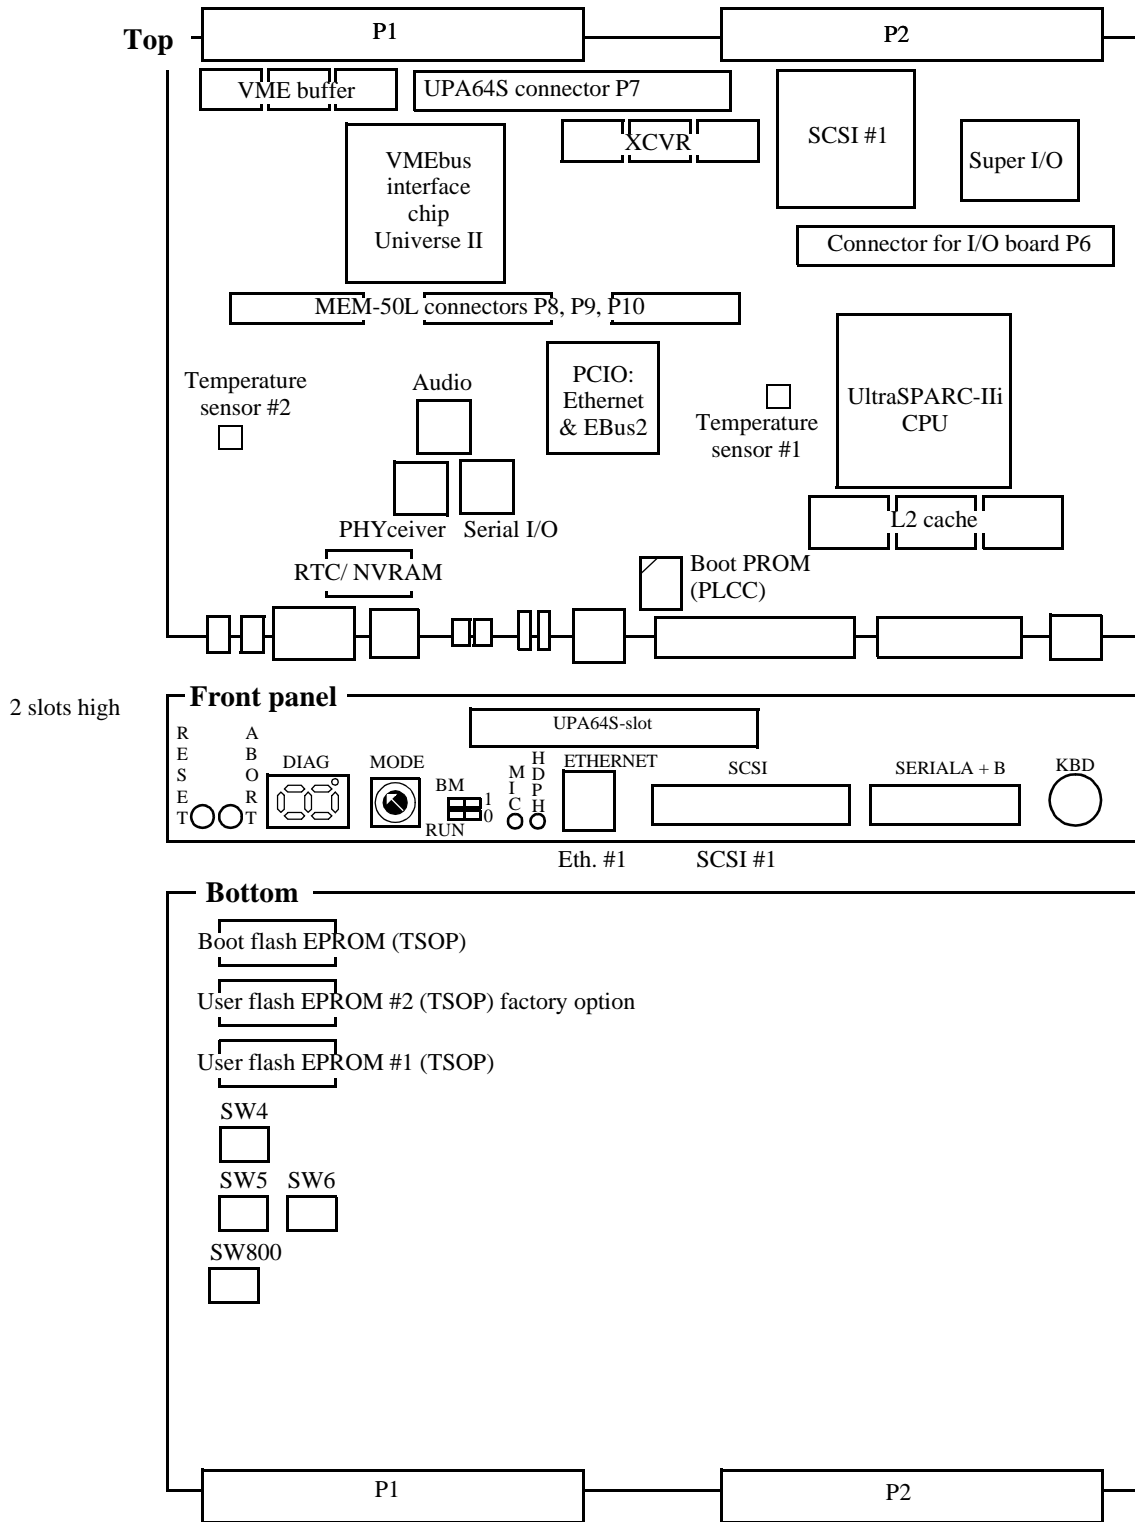 Top
P1
P2
VME buffer
UPA64S connector P7
XCVR
SCSI #1
Super I/O
VMEbus
interface
chip
Universe II
Connector for I/O board P6
MEM-50L connectors P8, P9, P10
Temperature
sensor #2
Audio
PCIO:
Ethernet
& EBus2
Temperature
sensor #1
UltraSPARC-IIi
CPU
PHYceiver
Serial I/O
L2 cache
RTC/ NVRAM
Boot PROM
(PLCC)
2 slots high
Front panel
UPA64S-slot
RESET
ABORT
DIAG
MODE
BM
1
0
RUN
MIC
HDPH
ETHERNET
SCSI
SERIALA + B
KBD
Eth. #1
SCSI #1
Bottom
Boot flash EPROM (TSOP)
User flash EPROM #2 (TSOP) factory option
User flash EPROM #1 (TSOP)
SW4
SW5
SW6
SW800
P1
P2